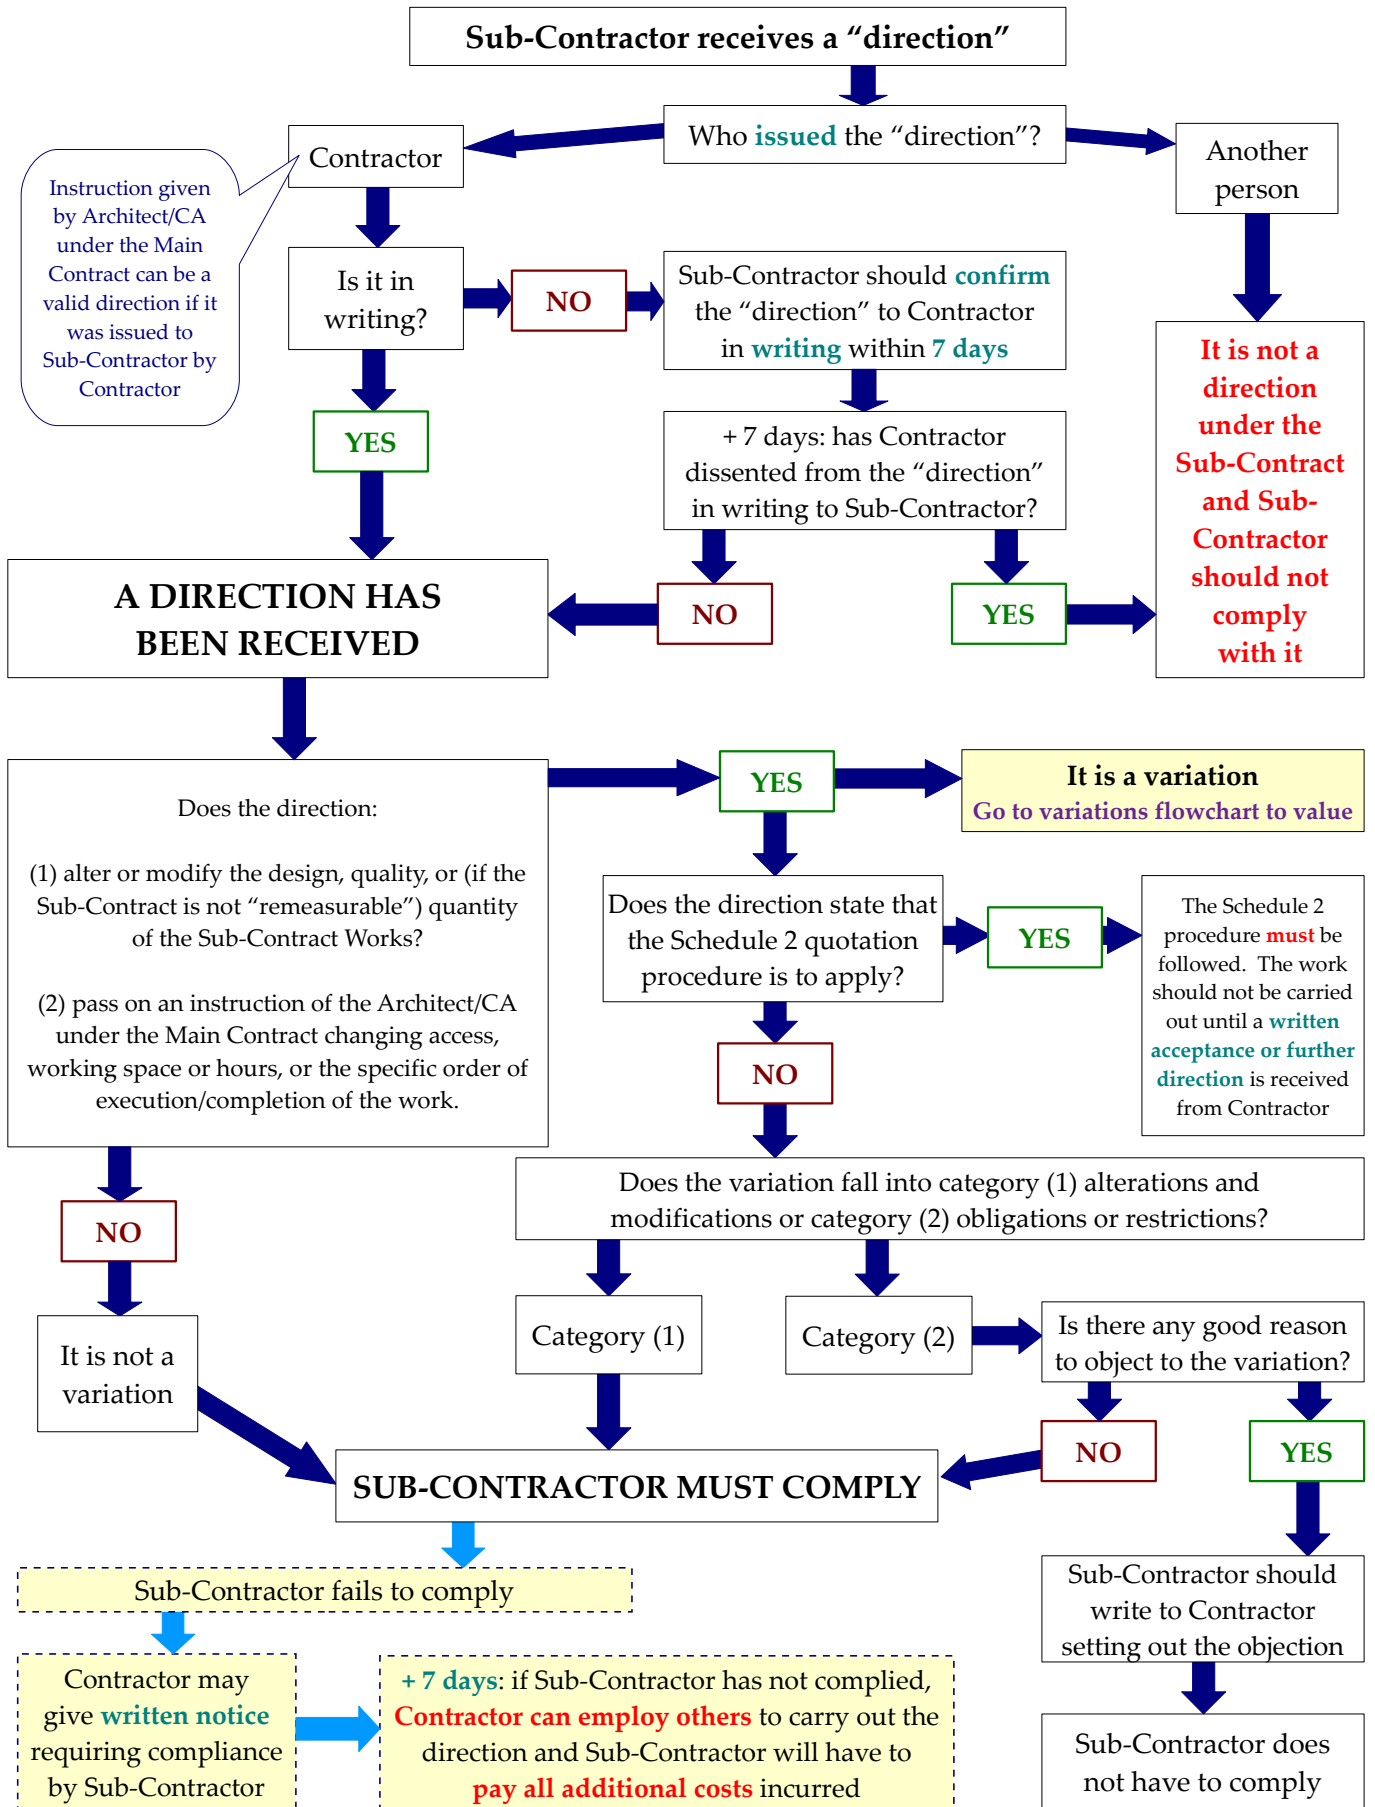 Sub-Contractor receives a “direction”
Who issued the “direction”?
Contractor
Another
person
Instruction given
by Architect/CA
under the Main
Contract can be a
valid direction if it
was issued to
Sub-Contractor by
Contractor
Is it in
writing?
NO
Sub-Contractor should confirm
the “direction” to Contractor
in writing within 7 days
It is not a
direction
under the
Sub-Contract
and Sub-
Contractor
should not
comply
with it
YES
+ 7 days: has Contractor
dissented from the “direction”
in writing to Sub-Contractor?
A DIRECTION HAS
BEEN RECEIVED
NO
YES
Does the direction:
(1) alter or modify the design, quality, or (if the
Sub-Contract is not “remeasurable”) quantity
of the Sub-Contract Works?
(2) pass on an instruction of the Architect/CA
under the Main Contract changing access,
working space or hours, or the specific order of
execution/completion of the work.
YES
It is a variation
Go to variations flowchart to value
Does the direction state that
the Schedule 2 quotation
procedure is to apply?
YES
The Schedule 2
procedure must be
followed. The work
should not be carried
out until a written
acceptance or further
direction is received
from Contractor
NO
Does the variation fall into category (1) alterations and
modifications or category (2) obligations or restrictions?
NO
It is not a
variation
Category (1)
Category (2)
Is there any good reason
to object to the variation?
NO
YES
SUB-CONTRACTOR MUST COMPLY
Sub-Contractor fails to comply
Sub-Contractor should
write to Contractor
setting out the objection
Contractor may
give written notice
requiring compliance
by Sub-Contractor
+ 7 days: if Sub-Contractor has not complied,
Contractor can employ others to carry out the
direction and Sub-Contractor will have to
pay all additional costs incurred
Sub-Contractor does
not have to comply